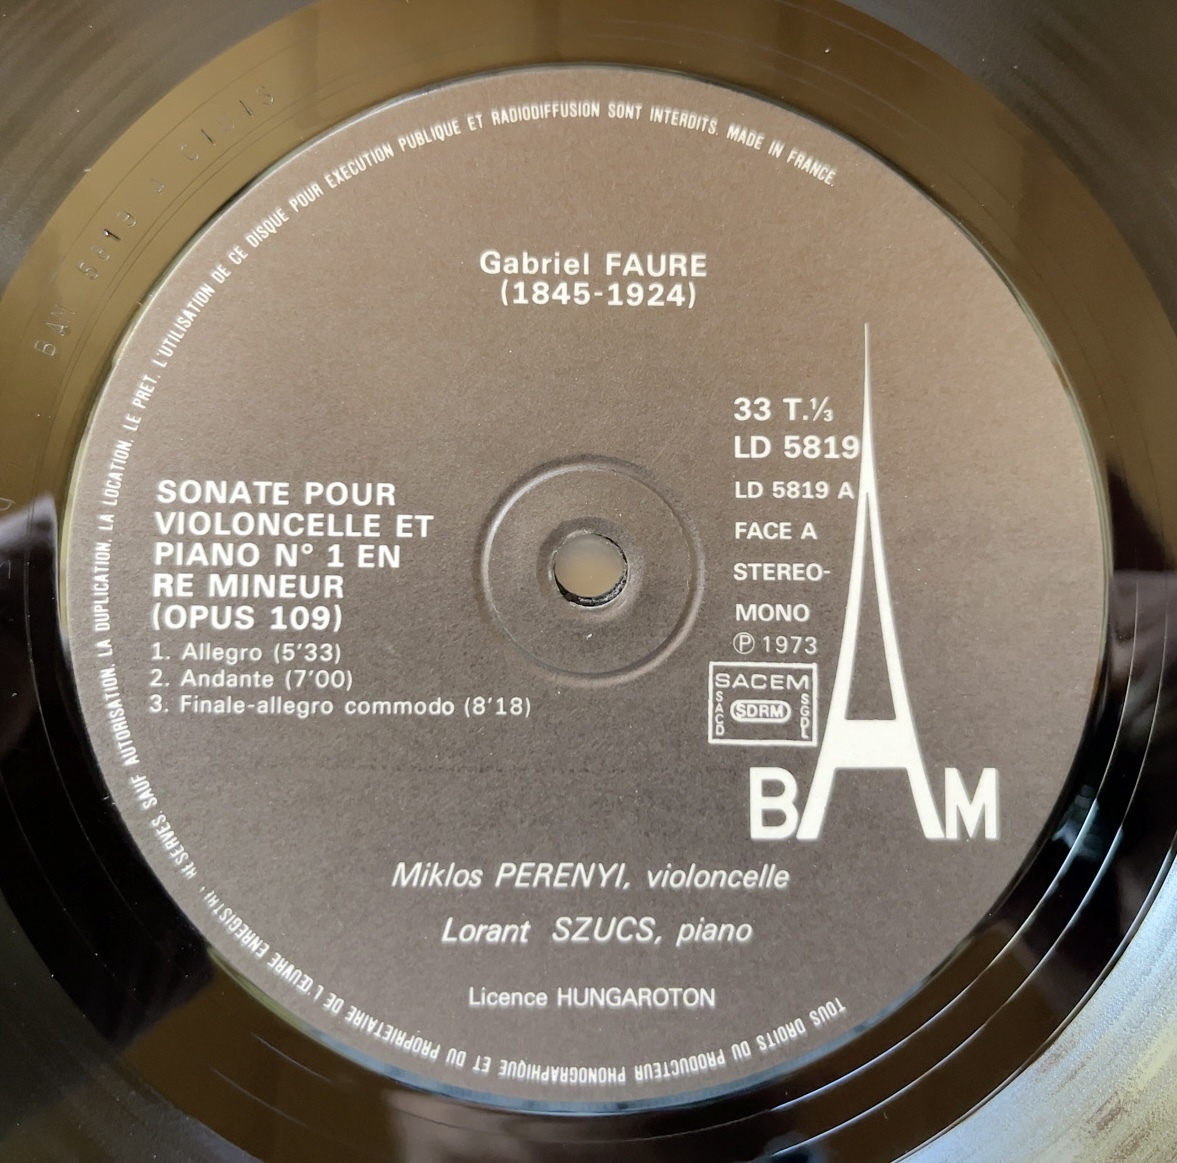 TOUS DROITS DU PRODUCTEUR PHONOGRAPHIQUE ET DU PROPRIETAIRE DE L'ŒUVRE ENREGISTRE RESERVES. SAUF AUTORISATION, LA DUPLICATION, LA LOCATION, LE PRET, L'UTILISATION DE CE DISQUE POUR EXECUTION PUBLIQUE ET RADIODIFFUSION SONT INTERDITS. MADE IN FRANCE.
Gabriel FAURE
(1845-1924)
33 T.⅓
LD 5819
LD 5819 A
FACE A
STEREO-
MONO
Ⓟ 1973
SACEM
SACD
SDRM
SGDL
BAM
SONATE POUR
VIOLONCELLE ET
PIANO N° 1 EN
RE MINEUR
(OPUS 109)
1. Allegro (5'33)
2. Andante (7'00)
3. Finale-allegro commodo (8'18)
Miklos PERENYI, violoncelle
Lorant SZUCS, piano
Licence HUNGAROTON
BAM 5819 A